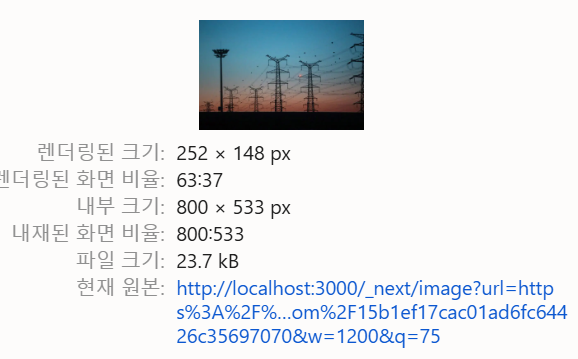 렌더링된 크기: 252 × 148 px
렌더링된 화면 비율: 63∶37
내부 크기: 800 × 533 px
내재된 화면 비율: 800∶533
파일 크기: 23.7 kB
현재 원본: http://localhost:3000/_next/image?url=http
s%3A%2F%…om%2F15b1ef17cac01ad6fc644
26c35697070&w=1200&q=75